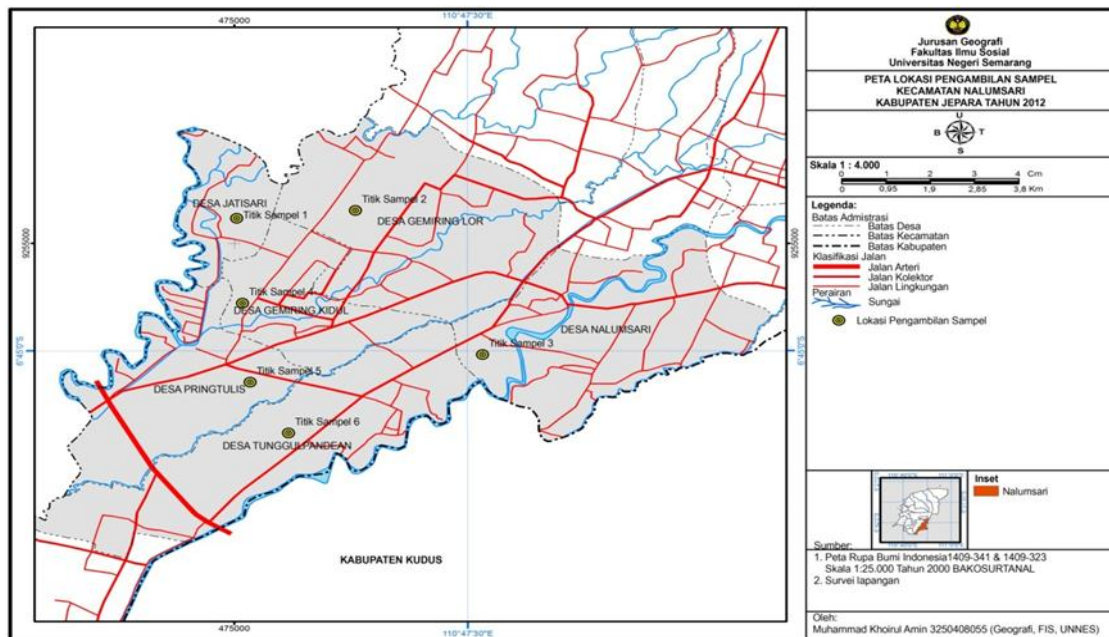 475000
110°47'30"E
DESA JATISARI
Titik Sampel 1
Titik Sampel 2
DESA GEMIRING LOR
9255000
9255000
Titik Sampel 4
DESA GEMIRING KIDUL
DESA NALUMSARI
Titik Sampel 3
6°45'0"S
6°45'0"S
Titik Sampel 5
DESA PRINGTULIS
Titik Sampel 6
DESA TUNGGULPANDEAN
KABUPATEN KUDUS
475000
110°47'30"E
Jurusan Geografi
Fakultas Ilmu Sosial
Universitas Negeri Semarang
PETA LOKASI PENGAMBILAN SAMPEL
KECAMATAN NALUMSARI
KABUPATEN JEPARA TAHUN 2012
U
B T
S
Skala 1 : 4.000
0 1 2 3 4 Cm
0 0.95 1,9 2,85 3,8 Km
Legenda:
Batas Admistrasi
Batas Desa
Batas Kecamatan
Batas Kabupaten
Klasifikasi Jalan
Jalan Arteri
Jalan Kolektor
Jalan Lingkungan
Perairan
Sungai
Lokasi Pengambilan Sampel
Inset
Nalumsari
Sumber:
1. Peta Rupa Bumi Indonesia1409-341 & 1409-323
Skala 1:25.000 Tahun 2000 BAKOSURTANAL
2. Survei lapangan
Oleh:
Muhammad Khoirul Amin 3250408055 (Geografi, FIS, UNNES)